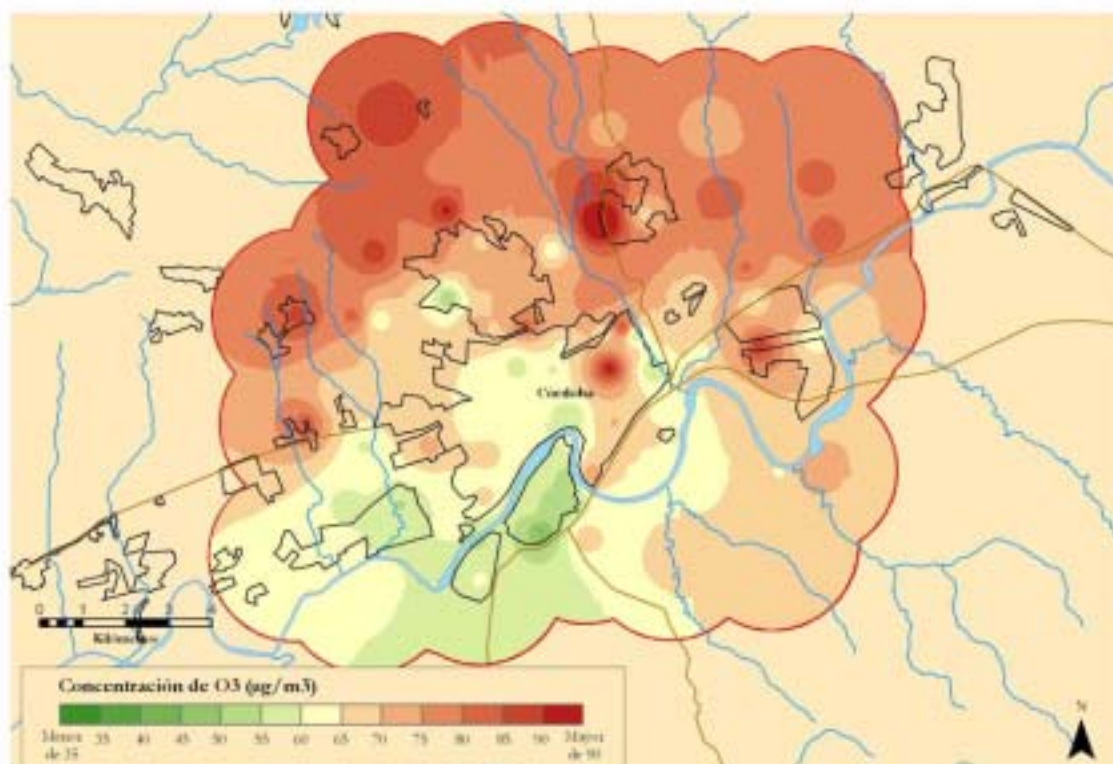 Córdoba
0 1 2 3 4
Kilómetros
N
Concentración de O3 (µg/m3)
Menor 35 40 45 50 55 60 65 70 75 80 85 90 Mayor
de 35 de 90